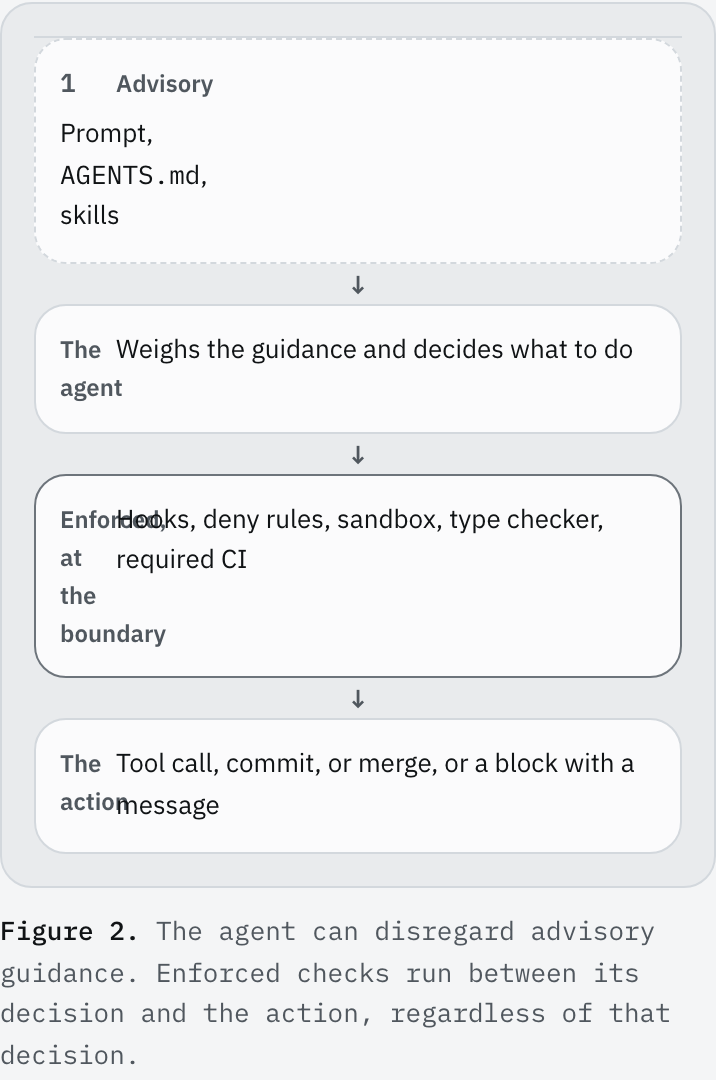 1 Advisory
Prompt,
AGENTS.md,
skills
↓
The Weighs the guidance and decides what to do
agent
↓
Enforced, Hooks, deny rules, sandbox, type checker,
at required CI
the
boundary
↓
The Tool call, commit, or merge, or a block with a
action message
Figure 2. The agent can disregard advisory
guidance. Enforced checks run between its
decision and the action, regardless of that
decision.